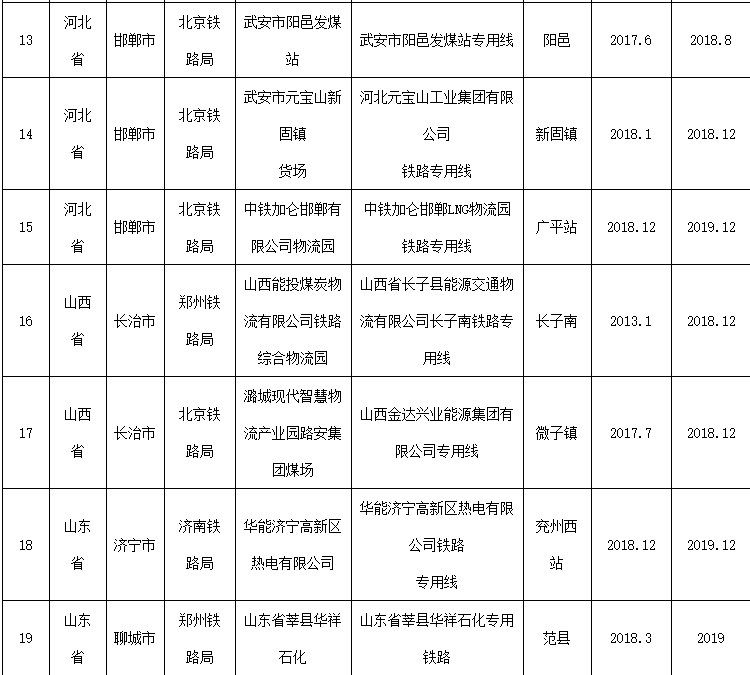 13 河北省 邯郸市 北京铁路局 武安市阳邑发煤站 武安市阳邑发煤站专用线 阳邑 2017.6 2018.8
14 河北省 邯郸市 北京铁路局 武安市元宝山新固镇货场 河北元宝山工业集团有限公司铁路专用线 新固镇 2018.1 2018.12
15 河北省 邯郸市 北京铁路局 中铁加仑邯郸有限公司物流园 中铁加仑邯郸LNG物流园铁路专用线 广平站 2018.12 2019.12
16 山西省 长治市 郑州铁路局 山西能投煤炭物流有限公司铁路综合物流园 山西省长子县能源交通物流有限公司长子南铁路专用线 长子南 2013.1 2018.12
17 山西省 长治市 北京铁路局 潞城现代智慧物流产业园路安集团煤场 山西金达兴业能源集团有限公司专用线 微子镇 2017.7 2018.12
18 山东省 济宁市 济南铁路局 华能济宁高新区热电有限公司 华能济宁高新区热电有限公司铁路专用线 兖州西站 2018.12 2019.12
19 山东省 聊城市 郑州铁路局 山东省莘县华祥石化 山东省莘县华祥石化专用铁路 范县 2018.3 2019